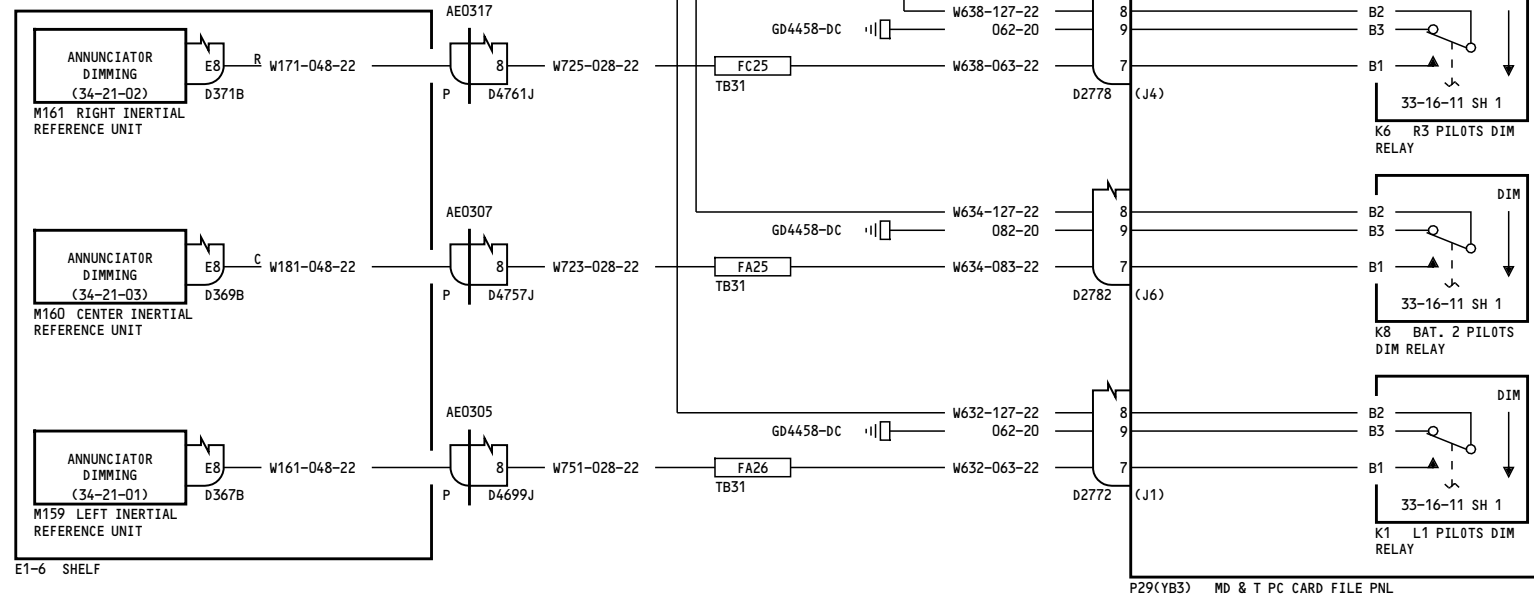 AE0317
W638-127-22 8 B2
GD4458-DC 062-20 9 B3
ANNUNCIATOR
DIMMING
(34-21-02)
E8 R W171-048-22 8 W725-028-22 FC25 W638-063-22 7 B1
D371B P D4761J TB31 D2778 (J4)
33-16-11 SH 1
M161 RIGHT INERTIAL
REFERENCE UNIT
K6 R3 PILOTS DIM
RELAY
AE0307
DIM
W634-127-22 8 B2
GD4458-DC 082-20 9 B3
ANNUNCIATOR
DIMMING
(34-21-03)
E8 C W181-048-22 8 W723-028-22 FA25 W634-083-22 7 B1
D369B P D4757J TB31 D2782 (J6)
33-16-11 SH 1
M160 CENTER INERTIAL
REFERENCE UNIT
K8 BAT. 2 PILOTS
DIM RELAY
AE0305
DIM
W632-127-22 8 B2
GD4458-DC 062-20 9 B3
ANNUNCIATOR
DIMMING
(34-21-01)
E8 W161-048-22 8 W751-028-22 FA26 W632-063-22 7 B1
D367B P D4699J TB31 D2772 (J1)
33-16-11 SH 1
M159 LEFT INERTIAL
REFERENCE UNIT
K1 L1 PILOTS DIM
RELAY
E1-6 SHELF
P29(YB3) MD & T PC CARD FILE PNL